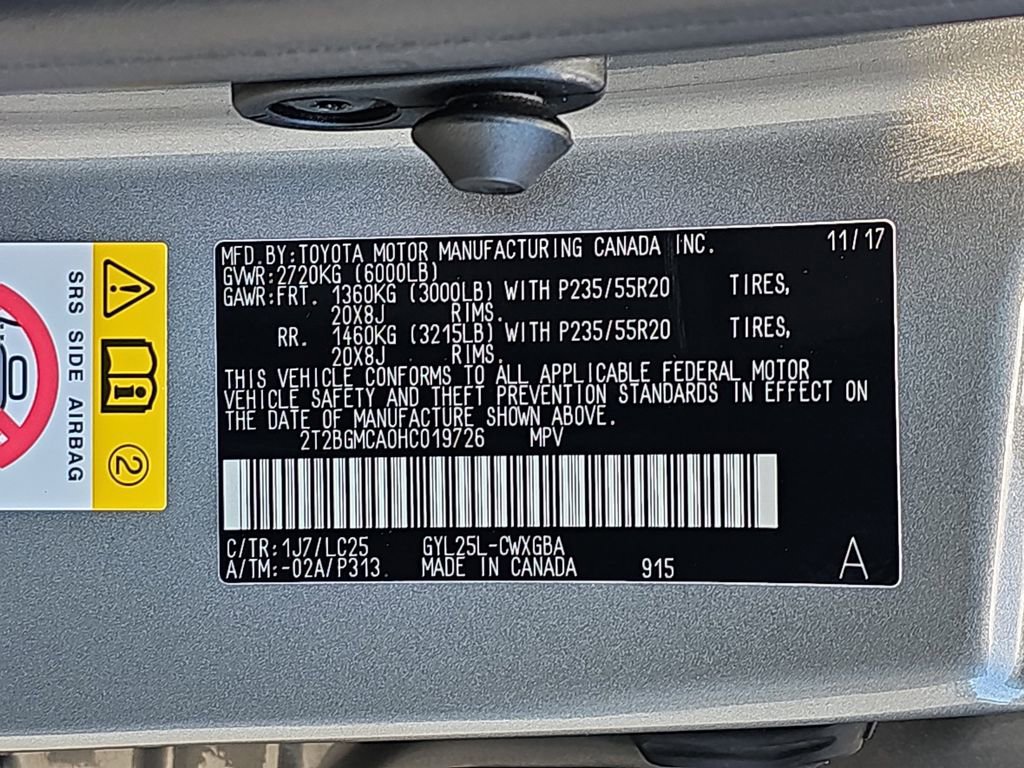 MFD.BY:TOYOTA MOTOR MANUFACTURING CANADA INC. 11/17
GVWR:2720KG (6000LB)
GAWR:FRT. 1360KG (3000LB) WITH P235/55R20 TIRES,
20X8J RIMS.
RR. 1460KG (3215LB) WITH P235/55R20 TIRES,
20X8J RIMS.
THIS VEHICLE CONFORMS TO ALL APPLICABLE FEDERAL MOTOR
VEHICLE SAFETY AND THEFT PREVENTION STANDARDS IN EFFECT ON
THE DATE OF MANUFACTURE SHOWN ABOVE.
2T2BGMCA0HC019726 MPV
C/TR:1J7/LC25 GYL25L-CWXGBA
A/TM:-02A/P313 MADE IN CANADA 915 A
SRS SIDE AIRBAG
2